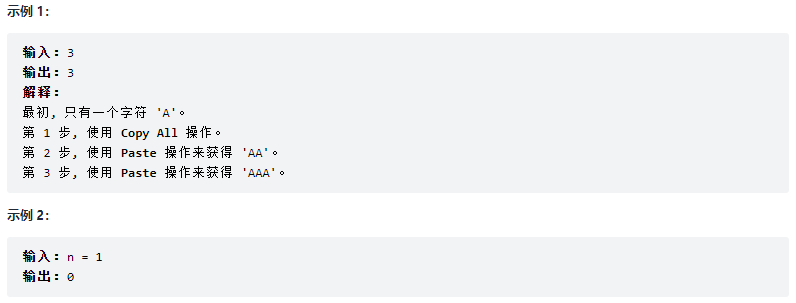 示例 1：
输入：3
输出：3
解释：
最初, 只有一个字符 'A'。
第 1 步, 使用 Copy All 操作。
第 2 步, 使用 Paste 操作来获得 'AA'。
第 3 步, 使用 Paste 操作来获得 'AAA'。
示例 2：
输入：n = 1
输出：0